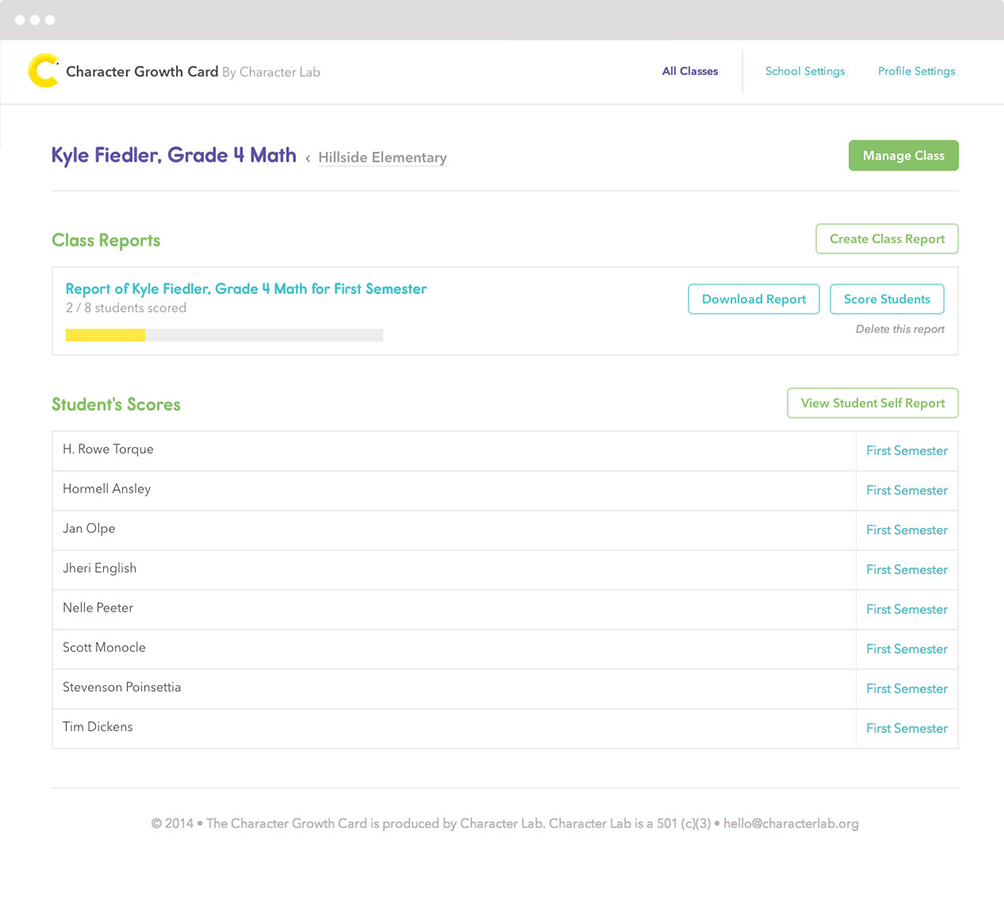 Character Growth Card By Character Lab
All Classes
School Settings
Profile Settings
Kyle Fiedler, Grade 4 Math ‹ Hillside Elementary
Manage Class
Class Reports
Create Class Report
Report of Kyle Fiedler, Grade 4 Math for First Semester
2 / 8 students scored
Download Report
Score Students
Delete this report
Student's Scores
View Student Self Report
H. Rowe Torque
First Semester
Hormell Ansley
First Semester
Jan Olpe
First Semester
Jheri English
First Semester
Nelle Peeter
First Semester
Scott Monocle
First Semester
Stevenson Poinsettia
First Semester
Tim Dickens
First Semester
© 2014 • The Character Growth Card is produced by Character Lab. Character Lab is a 501 (c)(3) • hello@characterlab.org